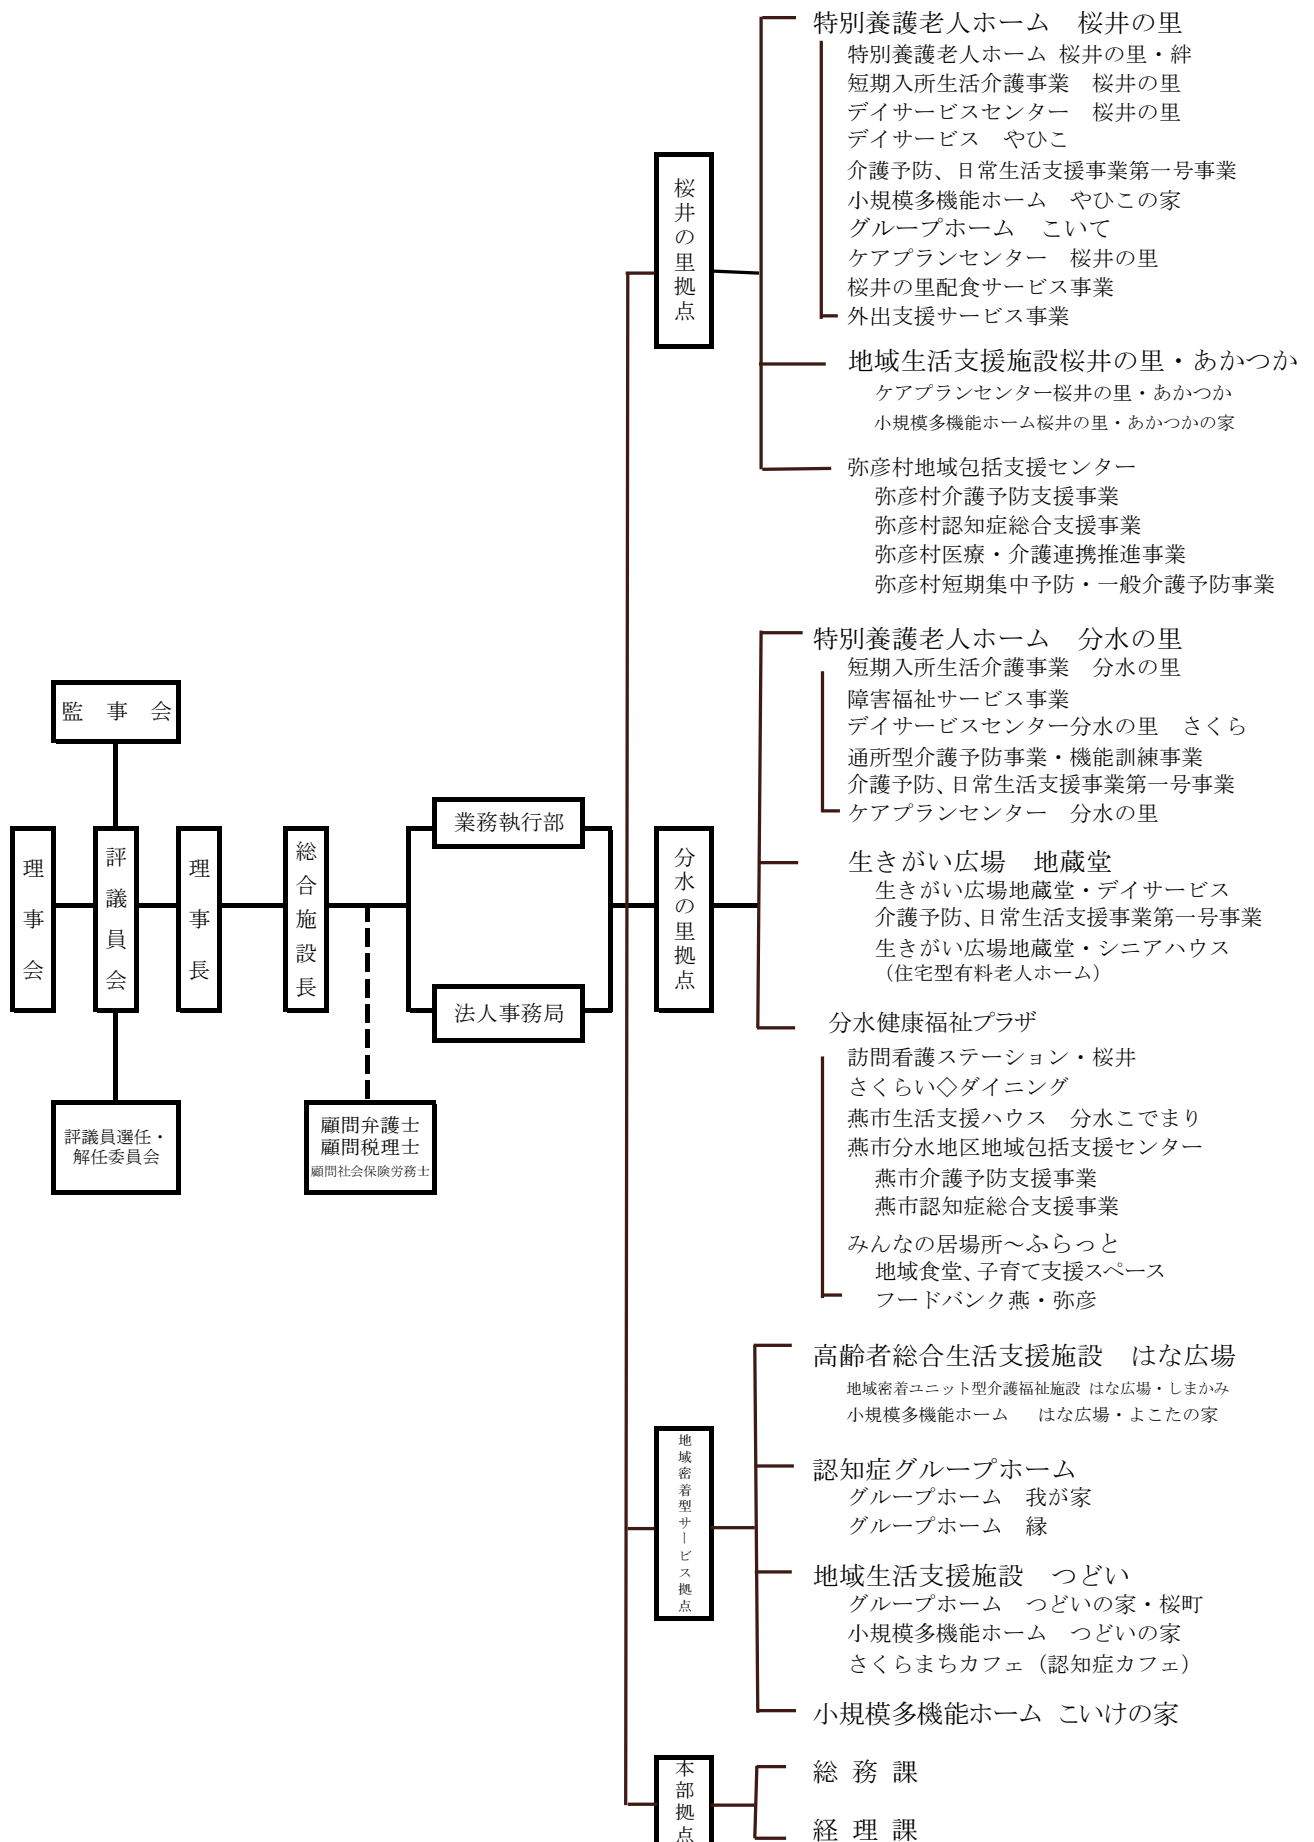 監　事　会
理事会
評議員会
理事長
総合施設長
業務執行部
法人事務局
評議員選任・
解任委員会
顧問弁護士
顧問税理士
顧問社会保険労務士
桜井の里拠点
特別養護老人ホーム　桜井の里
特別養護老人ホーム 桜井の里・絆
短期入所生活介護事業　桜井の里
デイサービスセンター　桜井の里
デイサービス　やひこ
介護予防、日常生活支援事業第一号事業
小規模多機能ホーム　やひこの家
グループホーム　こいて
ケアプランセンター　桜井の里
桜井の里配食サービス事業
外出支援サービス事業
地域生活支援施設桜井の里・あかつか
ケアプランセンター桜井の里・あかつか
小規模多機能ホーム桜井の里・あかつかの家
弥彦村地域包括支援センター
弥彦村介護予防支援事業
弥彦村認知症総合支援事業
弥彦村医療・介護連携推進事業
弥彦村短期集中予防・一般介護予防事業
分水の里拠点
特別養護老人ホーム　分水の里
短期入所生活介護事業　分水の里
障害福祉サービス事業
デイサービスセンター分水の里　さくら
通所型介護予防事業・機能訓練事業
介護予防、日常生活支援事業第一号事業
ケアプランセンター　分水の里
生きがい広場　地蔵堂
生きがい広場地蔵堂・デイサービス
介護予防、日常生活支援事業第一号事業
生きがい広場地蔵堂・シニアハウス
（住宅型有料老人ホーム）
分水健康福祉プラザ
訪問看護ステーション・桜井
さくらい◇ダイニング
燕市生活支援ハウス　分水こでまり
燕市分水地区地域包括支援センター
燕市介護予防支援事業
燕市認知症総合支援事業
みんなの居場所～ふらっと
地域食堂、子育て支援スペース
フードバンク燕・弥彦
地域密着型サービス拠点
高齢者総合生活支援施設　はな広場
地域密着ユニット型介護福祉施設 はな広場・しまかみ
小規模多機能ホーム　はな広場・よこたの家
認知症グループホーム
グループホーム　我が家
グループホーム　縁
地域生活支援施設　つどい
グループホーム　つどいの家・桜町
小規模多機能ホーム　つどいの家
さくらまちカフェ（認知症カフェ）
小規模多機能ホーム こいけの家
本部拠点
総 務 課
経 理 課